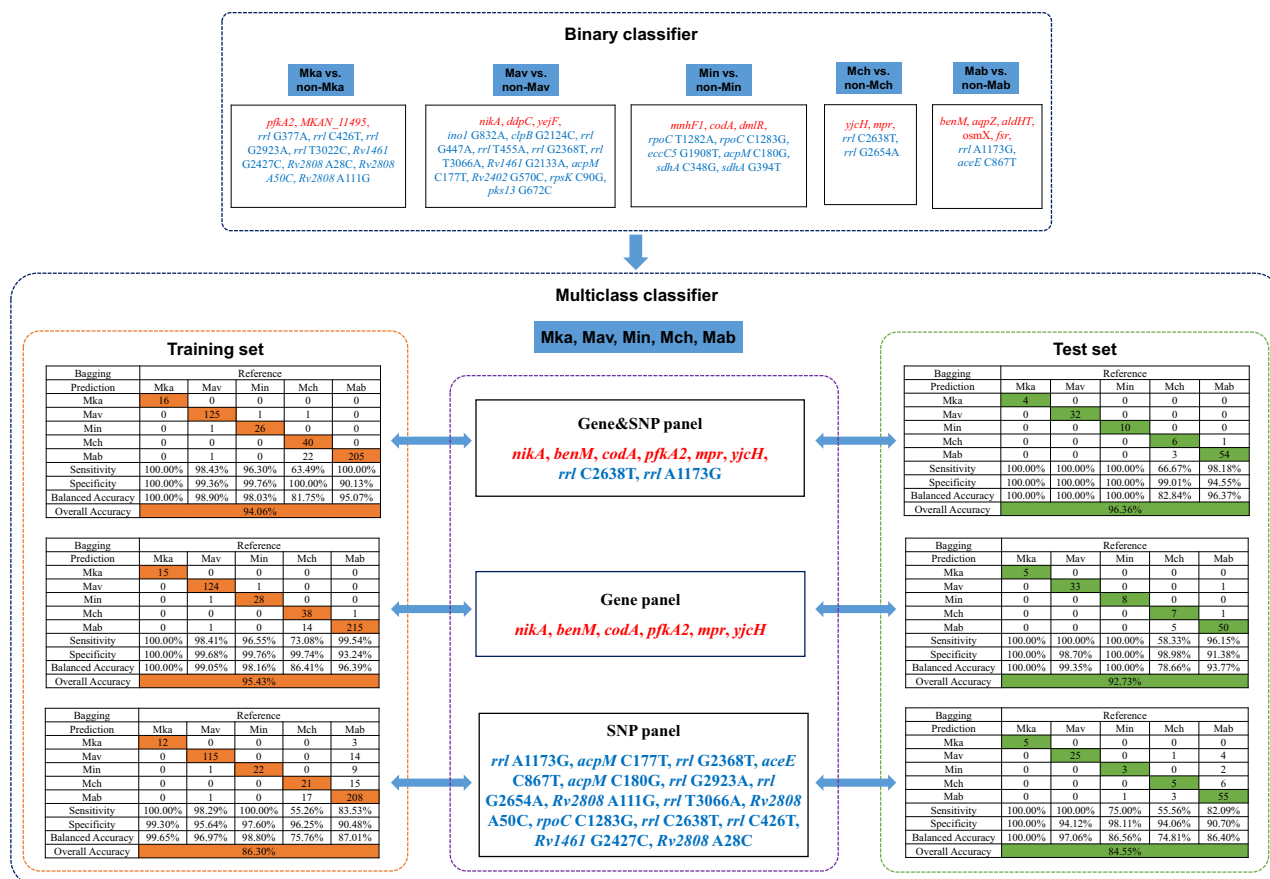 Binary classifier
Mka vs.
non-Mka
pfkA2, MKAN_11495,
rrl G377A, rrl C426T, rrl
G2923A, rrl T3022C, Rv1461
G2427C, Rv2808 A28C, Rv2808
A50C, Rv2808 A111G
Mav vs.
non-Mav
nikA, ddpC, yejF,
ino1 G832A, clpB G2124C, rrl
G447A, rrl T455A, rrl G2368T, rrl
T3066A, Rv1461 G2133A, acpM
C177T, Rv2402 G570C, rpsK C90G,
pks13 G672C
Min vs.
non-Min
mnhF1, codA, dmlR,
rpoC T1282A, rpoC C1283G,
eccC5 G1908T, acpM C180G,
sdhA C348G, sdhA G394T
Mch vs.
non-Mch
yjcH, mpr,
rrl C2638T,
rrl G2654A
Mab vs.
non-Mab
benM, aqpZ, aldHT,
osmX, fsr,
rrl A1173G,
aceE C867T
Multiclass classifier
Mka, Mav, Min, Mch, Mab
Training set
Bagging Reference
Prediction Mka Mav Min Mch Mab
Mka 16 0 0 0 0
Mav 0 125 1 1 0
Min 0 1 26 0 0
Mch 0 0 0 40 0
Mab 0 1 0 22 205
Sensitivity 100.00% 98.43% 96.30% 63.49% 100.00%
Specificity 100.00% 99.36% 99.76% 100.00% 90.13%
Balanced Accuracy 100.00% 98.90% 98.03% 81.75% 95.07%
Overall Accuracy 94.06%
Bagging Reference
Prediction Mka Mav Min Mch Mab
Mka 15 0 0 0 0
Mav 0 124 1 0 0
Min 0 1 28 0 0
Mch 0 0 0 38 1
Mab 0 1 0 14 215
Sensitivity 100.00% 98.41% 96.55% 73.08% 99.54%
Specificity 100.00% 99.68% 99.76% 99.74% 93.24%
Balanced Accuracy 100.00% 99.05% 98.16% 86.41% 96.39%
Overall Accuracy 95.43%
Bagging Reference
Prediction Mka Mav Min Mch Mab
Mka 12 0 0 0 3
Mav 0 115 0 0 14
Min 0 1 22 0 9
Mch 0 0 0 21 15
Mab 0 1 0 17 208
Sensitivity 100.00% 98.29% 100.00% 55.26% 83.53%
Specificity 99.30% 95.64% 97.60% 96.25% 90.48%
Balanced Accuracy 99.65% 96.97% 98.80% 75.76% 87.01%
Overall Accuracy 86.30%
Gene&SNP panel
nikA, benM, codA, pfkA2, mpr, yjcH,
rrl C2638T, rrl A1173G
Gene panel
nikA, benM, codA, pfkA2, mpr, yjcH
SNP panel
rrl A1173G, acpM C177T, rrl G2368T, aceE
C867T, acpM C180G, rrl G2923A, rrl
G2654A, Rv2808 A111G, rrl T3066A, Rv2808
A50C, rpoC C1283G, rrl C2638T, rrl C426T,
Rv1461 G2427C, Rv2808 A28C
Test set
Bagging Reference
Prediction Mka Mav Min Mch Mab
Mka 4 0 0 0 0
Mav 0 32 0 0 0
Min 0 0 10 0 0
Mch 0 0 0 6 1
Mab 0 0 0 3 54
Sensitivity 100.00% 100.00% 100.00% 66.67% 98.18%
Specificity 100.00% 100.00% 100.00% 99.01% 94.55%
Balanced Accuracy 100.00% 100.00% 100.00% 82.84% 96.37%
Overall Accuracy 96.36%
Bagging Reference
Prediction Mka Mav Min Mch Mab
Mka 5 0 0 0 0
Mav 0 33 0 0 1
Min 0 0 8 0 0
Mch 0 0 0 7 1
Mab 0 0 0 5 50
Sensitivity 100.00% 100.00% 100.00% 58.33% 96.15%
Specificity 100.00% 98.70% 100.00% 98.98% 91.38%
Balanced Accuracy 100.00% 99.35% 100.00% 78.66% 93.77%
Overall Accuracy 92.73%
Bagging Reference
Prediction Mka Mav Min Mch Mab
Mka 5 0 0 0 0
Mav 0 25 0 1 4
Min 0 0 3 0 2
Mch 0 0 0 5 6
Mab 0 0 1 3 55
Sensitivity 100.00% 100.00% 75.00% 55.56% 82.09%
Specificity 100.00% 94.12% 98.11% 94.06% 90.70%
Balanced Accuracy 100.00% 97.06% 86.56% 74.81% 86.40%
Overall Accuracy 84.55%